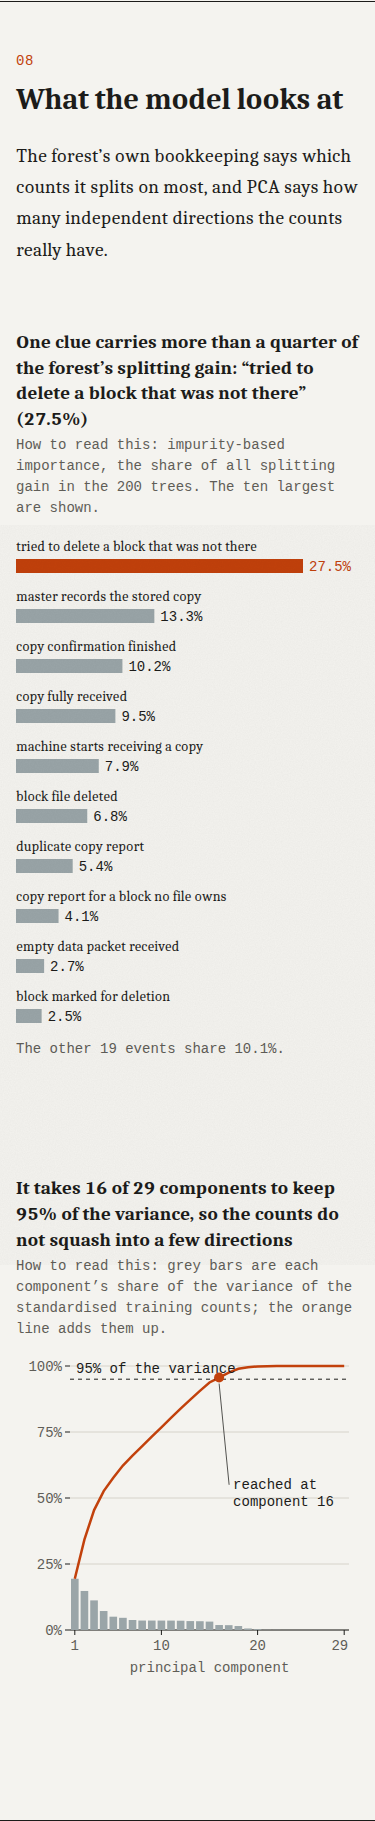 08
What the model looks at
The forest’s own bookkeeping says which
counts it splits on most, and PCA says how
many independent directions the counts
really have.
One clue carries more than a quarter of
the forest’s splitting gain: “tried to
delete a block that was not there”
(27.5%)
How to read this: impurity-based
importance, the share of all splitting
gain in the 200 trees. The ten largest
are shown.
tried to delete a block that was not there
27.5%
master records the stored copy
13.3%
copy confirmation finished
10.2%
copy fully received
9.5%
machine starts receiving a copy
7.9%
block file deleted
6.8%
duplicate copy report
5.4%
copy report for a block no file owns
4.1%
empty data packet received
2.7%
block marked for deletion
2.5%
The other 19 events share 10.1%.
It takes 16 of 29 components to keep
95% of the variance, so the counts do
not squash into a few directions
How to read this: grey bars are each
component’s share of the variance of the
standardised training counts; the orange
line adds them up.
100%
95% of the variance
75%
reached at
50%
component 16
25%
0%
1 10 20 29
principal component